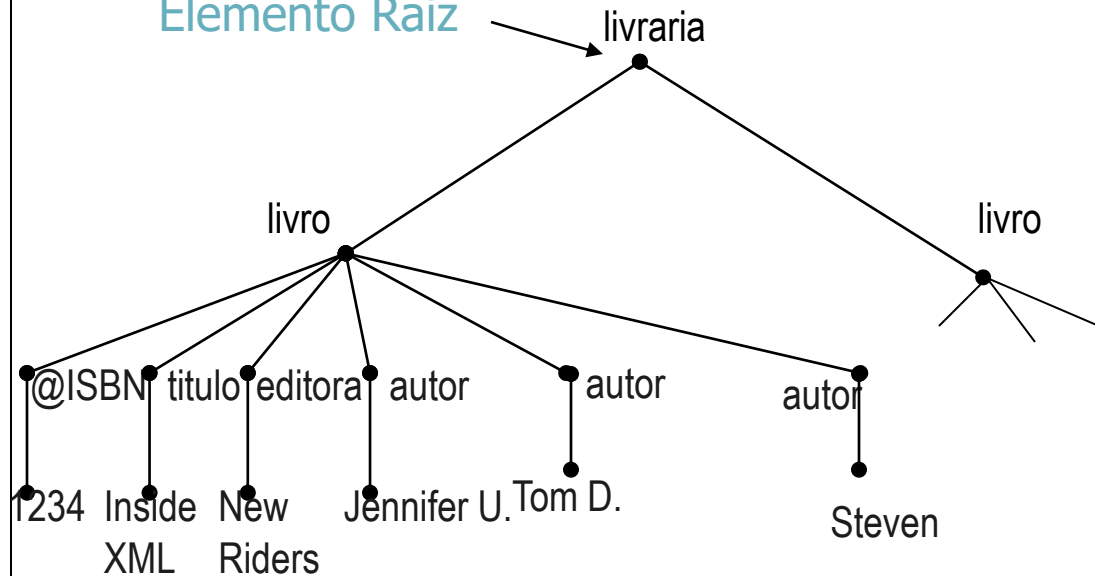 Elemento Raiz
livraria
livro
livro
@ISBN titulo editora autor autor autor
1234 Inside New Jennifer U. Tom D. Steven
XML Riders